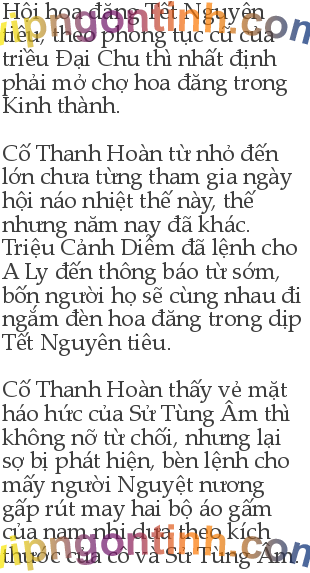 Hội hoa đăng Tết Nguyên
tiêu, theo phong tục cũ của
triều Đại Chu thì nhất định
phải mở chợ hoa đăng trong
Kinh thành.
Cố Thanh Hoàn từ nhỏ đến
lớn chưa từng tham gia ngày
hội náo nhiệt thế này, thế
nhưng năm nay đã khác.
Triệu Cảnh Diễm đã lệnh cho
A Ly đến thông báo từ sớm,
bốn người họ sẽ cùng nhau đi
ngắm đèn hoa đăng trong dịp
Tết Nguyên tiêu.
Cố Thanh Hoàn thấy vẻ mặt
háo hức của Sử Tùng Âm thì
không nỡ từ chối, nhưng lại
sợ bị phát hiện, bèn lệnh cho
mấy người Nguyệt nương
gấp rút may hai bộ áo gấm
của nam nhi dựa theo kích
thước của cô và Sử Tùng Âm.
vipngontinh.com
vipngontinh.com